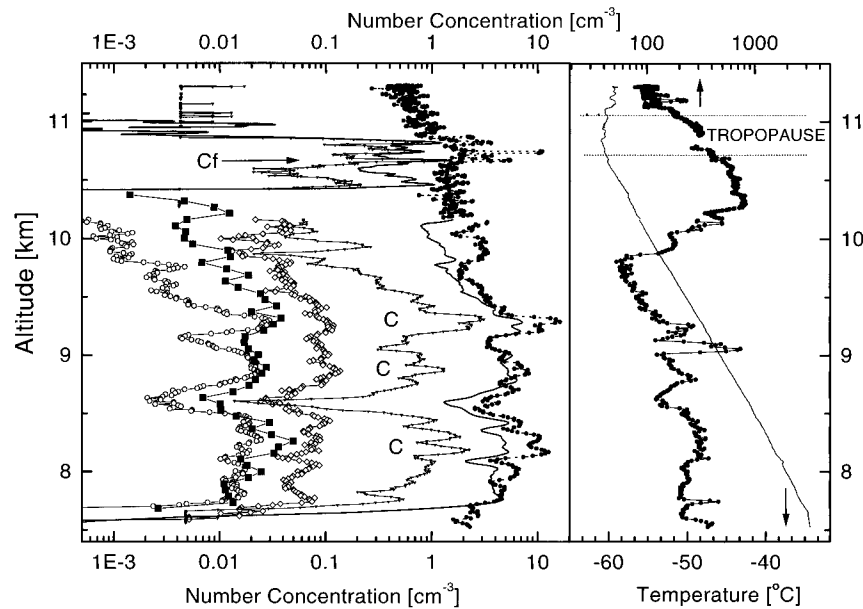 Number Concentration [cm-3]
1E-3 0.01 0.1 1 10 100 1000
11 11
TROPOPAUSE
Cf
10 10
Altitude [km]
C
9 9
C
C
8 8
1E-3 0.01 0.1 1 10 -60 -50 -40
Number Concentration [cm-3] Temperature [°C]